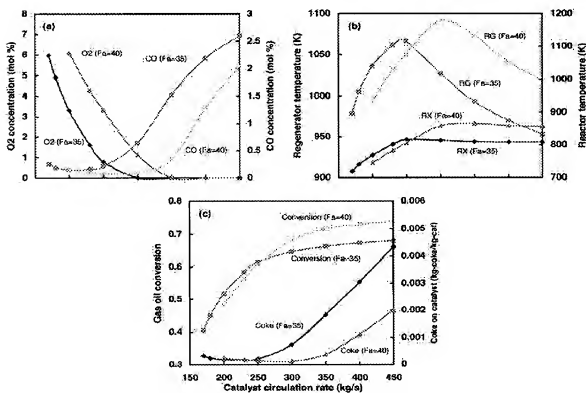 (a)
O2 concentration (mol %)
7
6
5
4
3
2
1
0
O2 (Fa=40)
CO (Fa=35)
O2 (Fa=35)
CO (Fa=40)
3
2.5
2
1.5
1
0.5
0
CO concentration (mol %)
(b)
Regenerator temperature (K)
1100
1050
1000
950
900
RG (Fa=40)
RG (Fa=35)
RX (Fa=40)
RX (Fa=35)
1200
1100
1000
900
800
700
Reactor temperature (K)
(c)
Gas oil conversion
0.8
0.7
0.6
0.5
0.4
0.3
Conversion (Fa=40)
Conversion (Fa=35)
Coke (Fa=35)
Coke (Fa=40)
0.006
0.005
0.004
0.003
0.002
0.001
0
Coke on catalyst (kg-coke/kg-cat)
150 200 250 300 350 400 450
Catalyst circulation rate (kg/s)